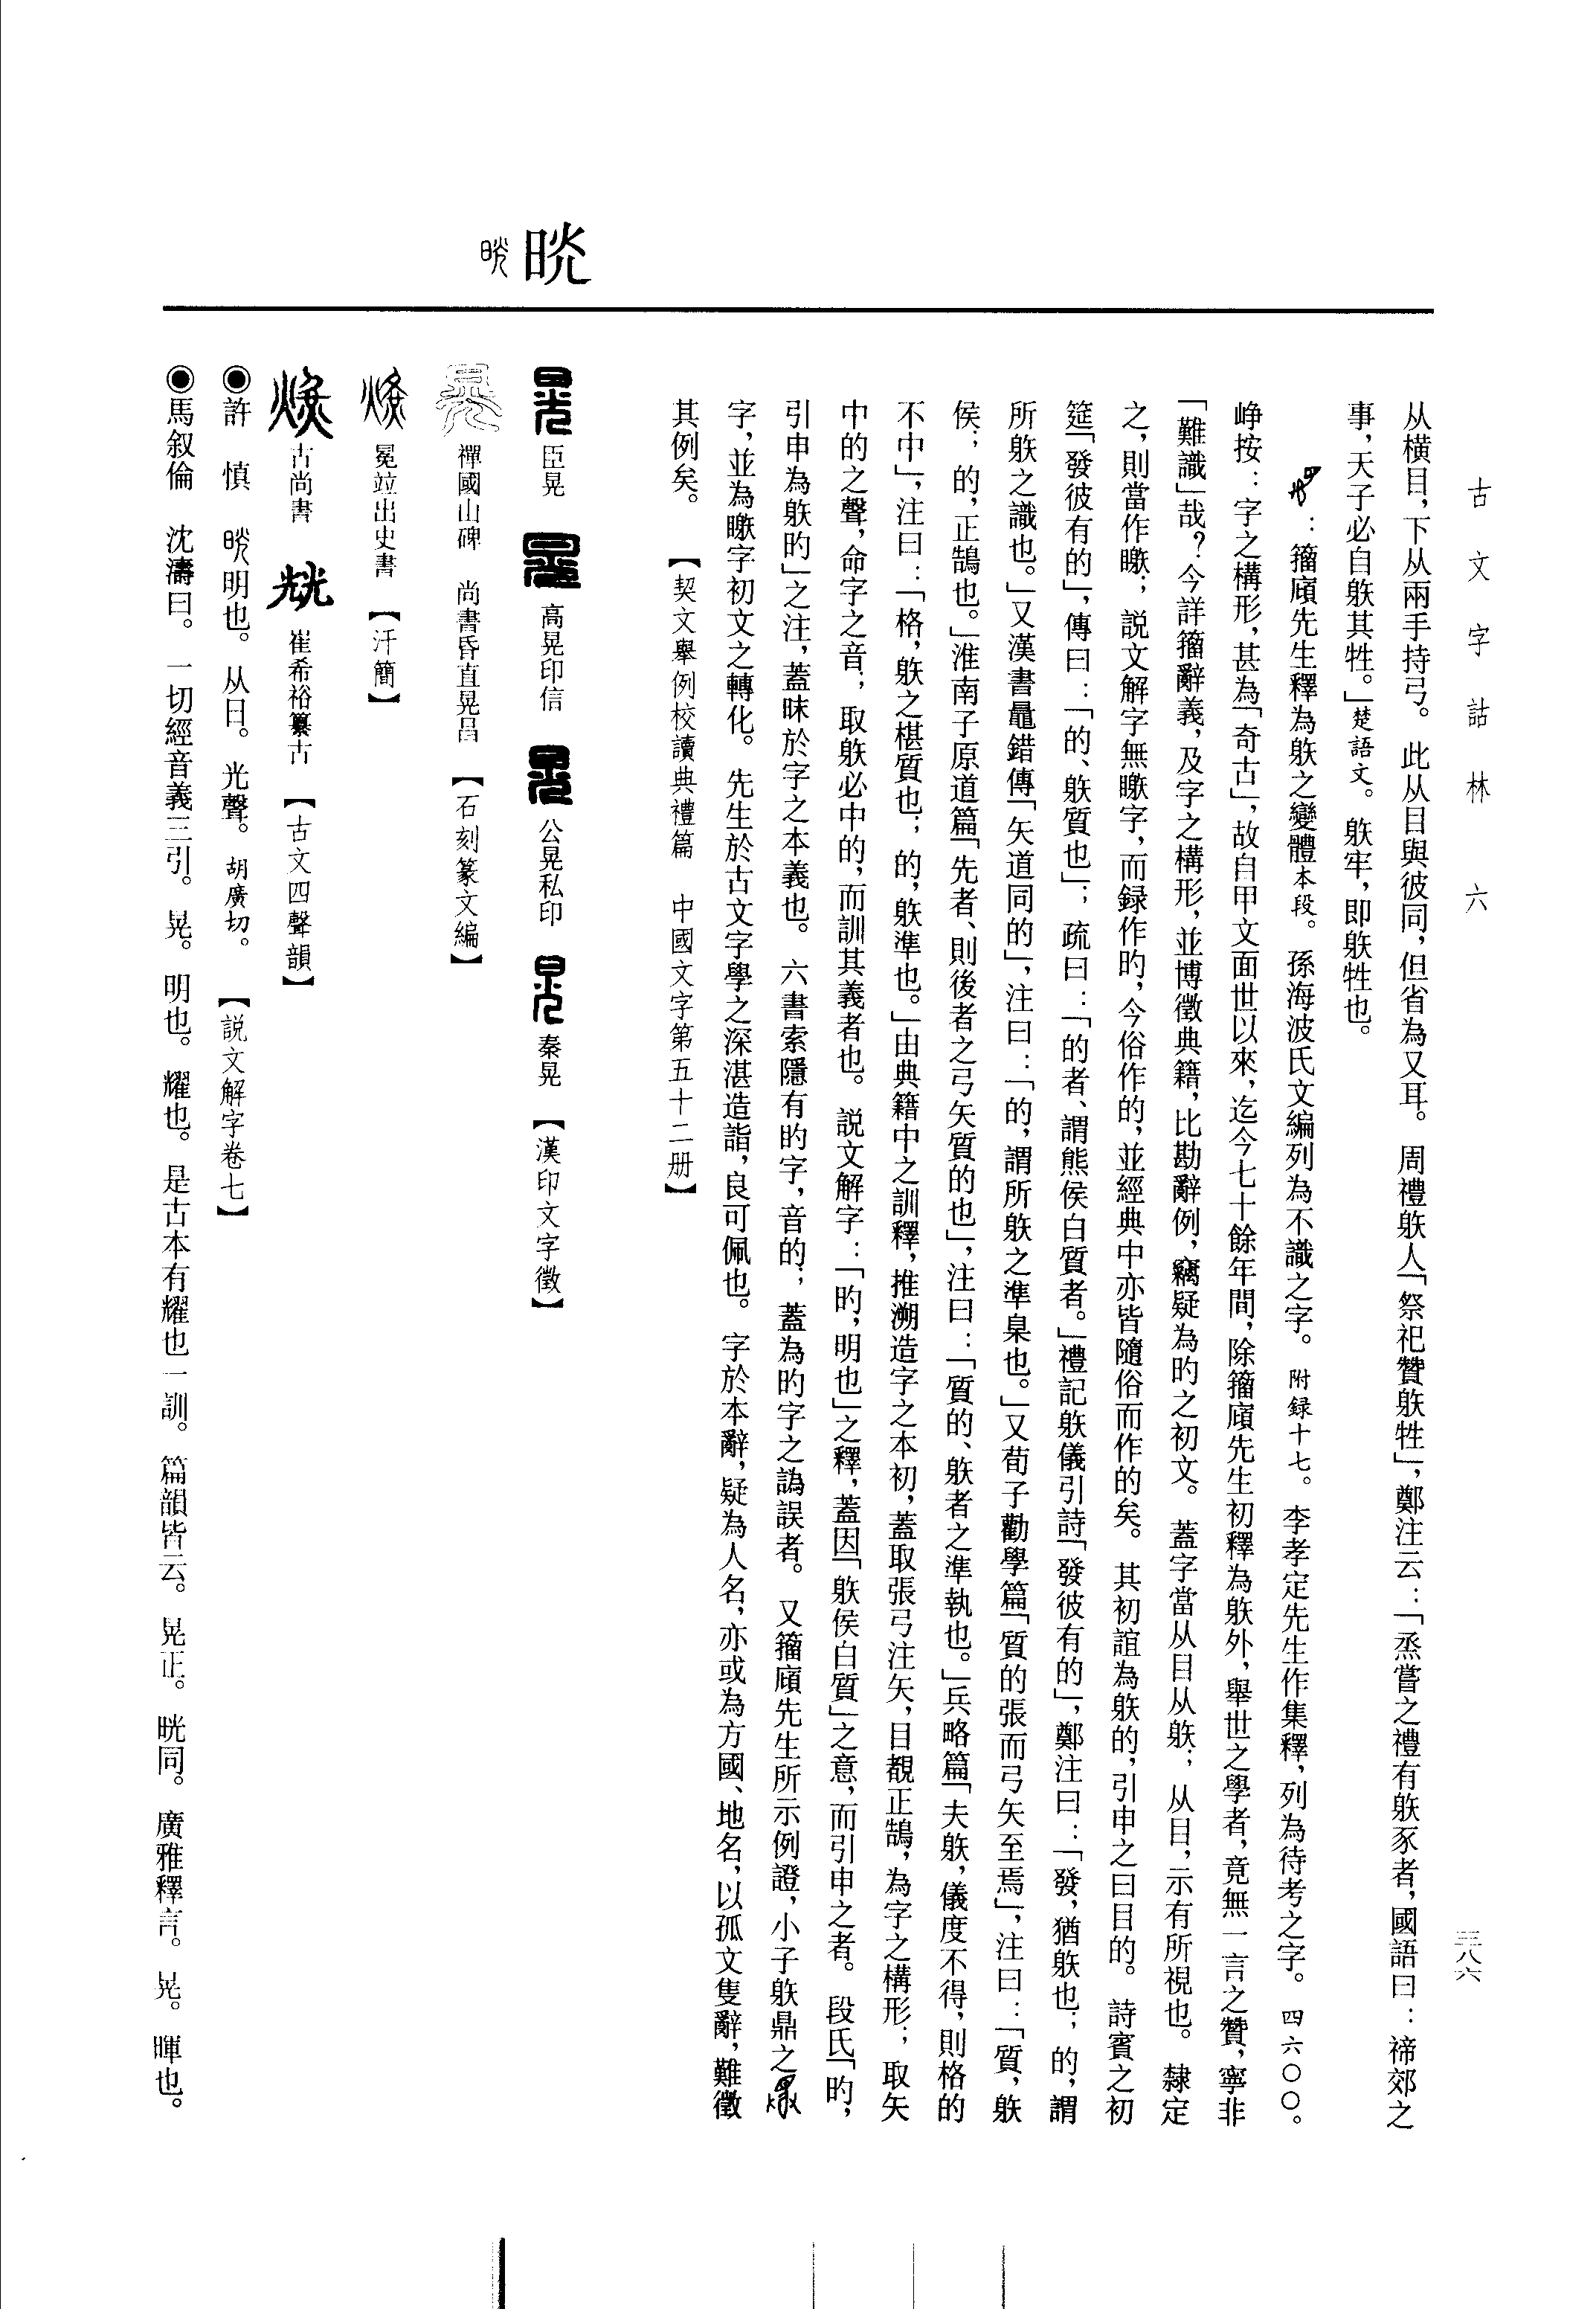 古文字詁林 六
三八六
从横目，下从兩手持弓。此从目與彼同，但省為又耳。周禮䠶人「祭祀贊䠶牲」，鄭注云：「烝嘗之禮有䠶豕者，國語曰：禘郊之
事，天子必自䠶其牲。」楚語文。䠶牢，即䠶牲也。
：籀廎先生釋為䠶之變體本段。孫海波氏文編列為不識之字。附録十七。李孝定先生作集釋，列為待考之字。四六〇〇。
峥按：字之構形，甚為「奇古」，故自甲文面世以來，迄今七十餘年間，除籀廎先生初釋為䠶外，舉世之學者，竟無一言之贊，寧非
「難識」哉？今詳籀辭義，及字之構形，並博徵典籍，比勘辭例，竊疑為旳之初文。蓋字當从目从䠶；从目，示有所視也。隸定
之，則當作；説文解字無字，而録作旳，今俗作的，並經典中亦皆隨俗而作的矣。其初誼為䠶的，引申之曰目的。詩賓之初
筵「發彼有的」，傳曰：「的、䠶質也」；疏曰：「的者、謂熊侯白質者。」禮記䠶儀引詩「發彼有的」，鄭注曰：「發，猶䠶也；的，謂
所䠶之識也。」又漢書鼂錯傳「矢道同的」，注曰：「的，謂所䠶之準臬也。」又荀子勸學篇「質的張而弓矢至焉」，注曰：「質，䠶
侯；的，正鵠也。」淮南子原道篇「先者、則後者之弓矢質的也」，注曰：「質的、䠶者之準執也。」兵略篇「夫䠶，儀度不得，則格的
不中」，注曰：「格，䠶之椹質也；的，䠶準也。」由典籍中之訓釋，推溯造字之本初，蓋取張弓注矢，目覩正鵠，為字之構形；取矢
中的之聲，命字之音；取䠶必中的，而訓其義者也。説文解字：「旳，明也」之釋，蓋因「䠶侯白質」之意，而引申之者。段氏「旳，
引申為䠶旳」之注，蓋昧於字之本義也。六書索隱有旳字，音的；蓋為旳字之譌誤者。又籀廎先生所示例證，小子䠶鼎之
字，並為字初文之轉化。先生於古文字學之深湛造詣，良可佩也。字於本辭，疑為人名，亦或為方國、地名，以孤文隻辭，難徵
其例矣。 【契文舉例校讀典禮篇 中國文字第五十二册】
晄
臣晃 高晃印信 公晃私印 秦晃 【漢印文字徵】
禪國山碑 尚書昏直晃昌 【石刻篆文編】
冕竝出史書 【汗簡】
古尚書 崔希裕纂古 【古文四聲韻】
◉許 慎 晄明也。从日。光聲。胡廣切。 【説文解字卷七】
◉馬叙倫 沈濤曰。一切經音義三引。晃。明也。耀也。是古本有耀也一訓。篇韻皆云。晃正。晄同。廣雅釋言。晃。暉也。